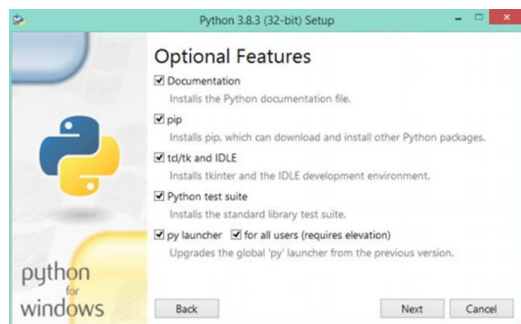 Python 3.8.3 (32-bit) Setup
Optional Features
Documentation
Installs the Python documentation file.
pip
Installs pip, which can download and install other Python packages.
tcl/tk and IDLE
Installs tkinter and the IDLE development environment.
Python test suite
Installs the standard library test suite.
py launcher for all users (requires elevation)
Upgrades the global 'py' launcher from the previous version.
python
for
windows
Back Next Cancel